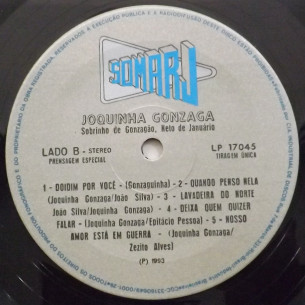 SOMARJ
JOQUINHA GONZAGA
Sobrinho de Gonzagão, Neto de Januário
LADO B - STEREO
PRENSAGEM ESPECIAL
LP 17045
TIRAGEM ÚNICA
1 - DOIDIM POR VOCÊ - (Gonzaguinha) - 2 - QUANDO PENSO NELA
(Joquinha Gonzaga/João Silva) - 3 - LAVADEIRA DO NORTE
João Silva/Joquinha Gonzaga) - 4 - DEIXA QUEM QUIZER
FALAR - (Joquinha Gonzaga/Epitácio Pessoa) - 5 - NOSSO
AMOR ESTÁ EM GUERRA - (Joquinha Gonzaga/
Zezito Alves)
(P) 1993